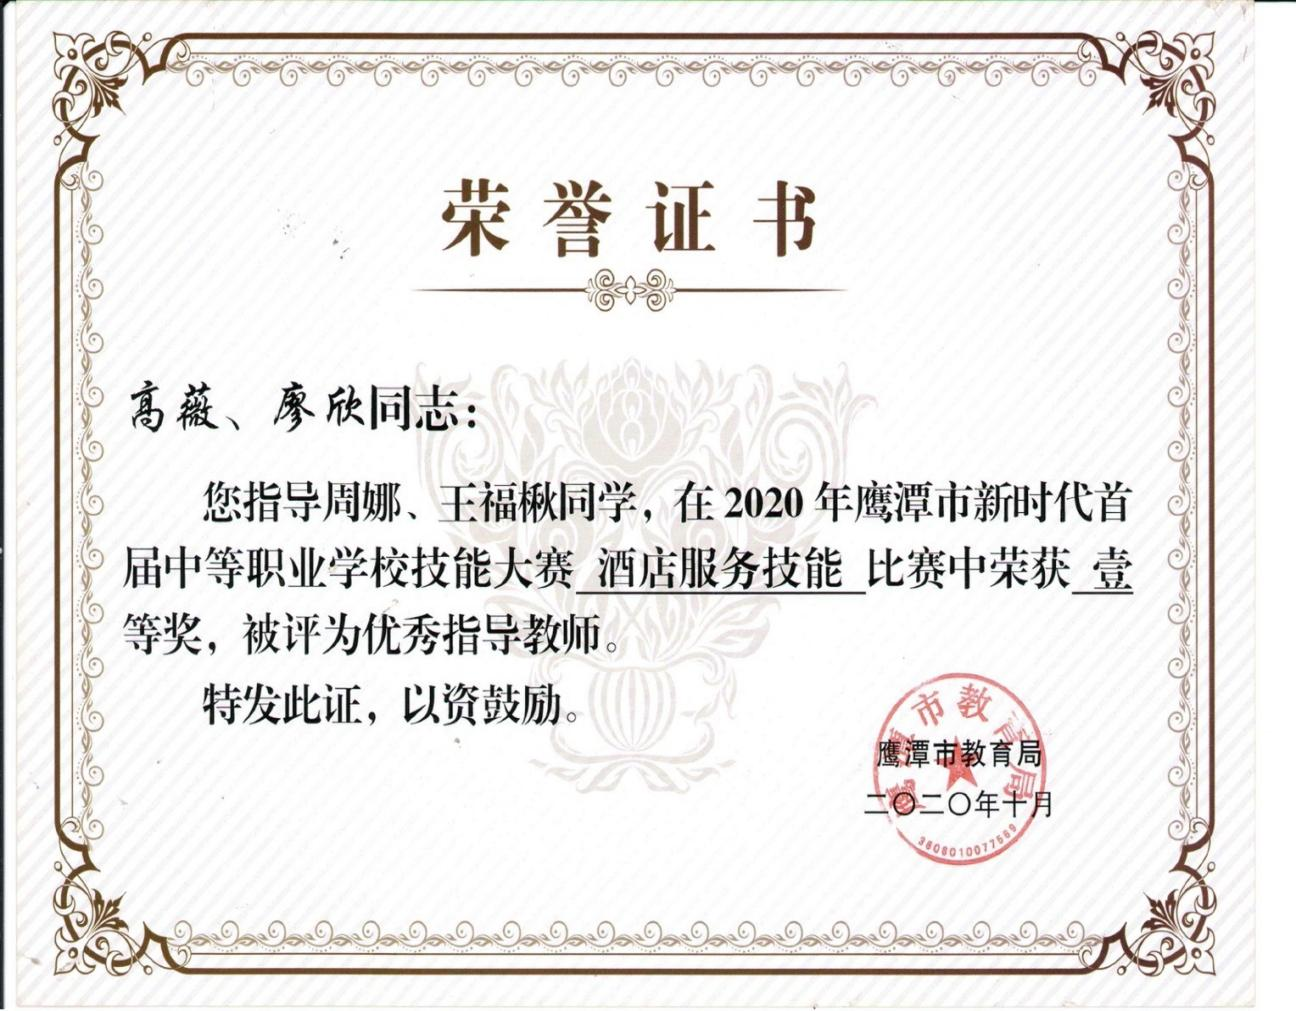 荣誉证书
高薇、廖欣同志：
您指导周娜、王福楸同学，在2020年鹰潭市新时代首
届中等职业学校技能大赛 酒店服务技能 比赛中荣获 壹
等奖，被评为优秀指导教师。
特发此证，以资鼓励。
鹰潭市教育局
鹰潭市教育局
二〇二〇年十月